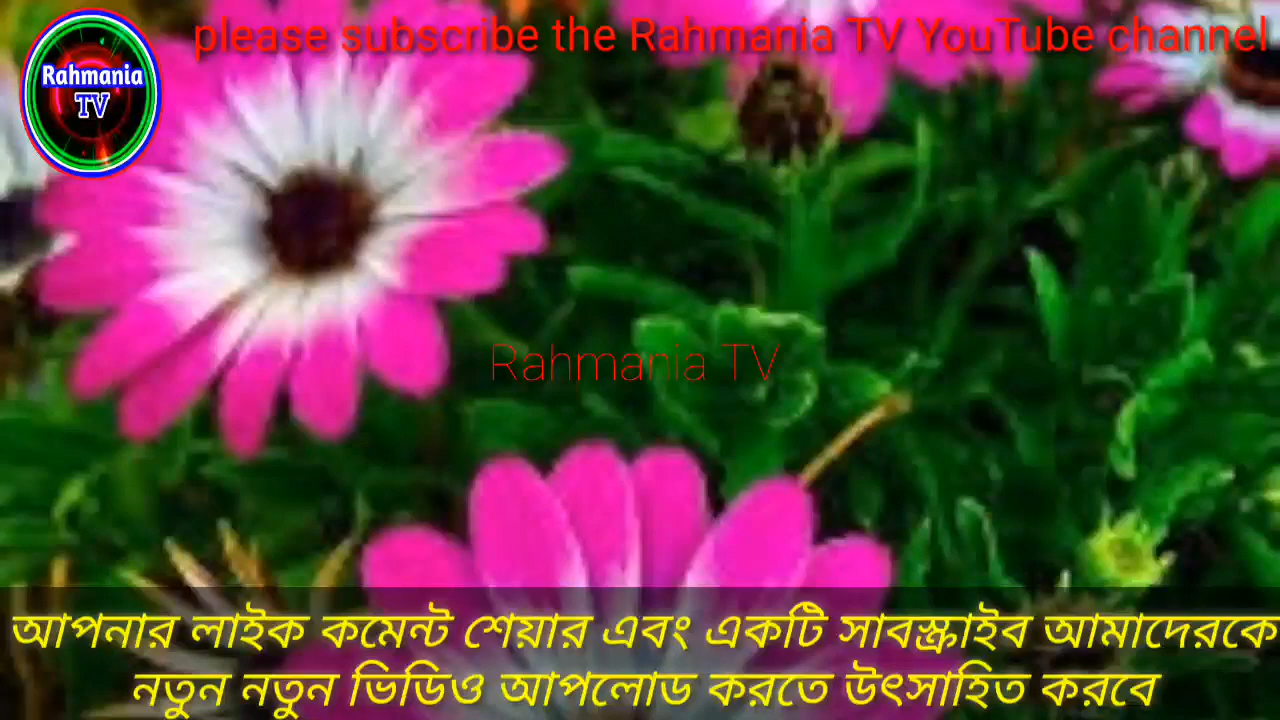 please subscribe the Rahmania TV YouTube channel
Rahmania
TV
Rahmania TV
আপনার লাইক কমেন্ট শেয়ার এবং একটি সাবস্ক্রাইব আমাদেরকে
নতুন নতুন ভিডিও আপলোড করতে উৎসাহিত করবে